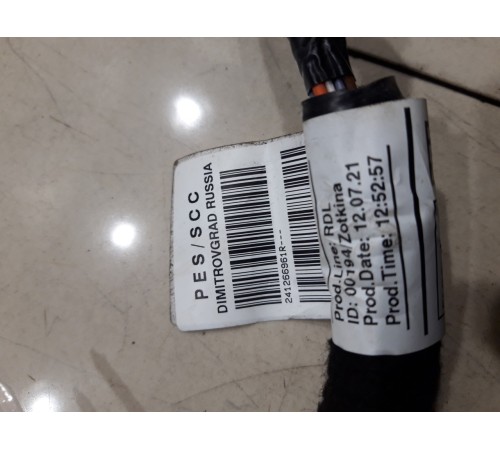 PES/SCC
DIMITROVGRAD RUSSIA
241266961R---
Prod.Line: RDL
ID: 00194/Zotkina
Prod.Date: 12.07.21
Prod.Time: 12:52:57